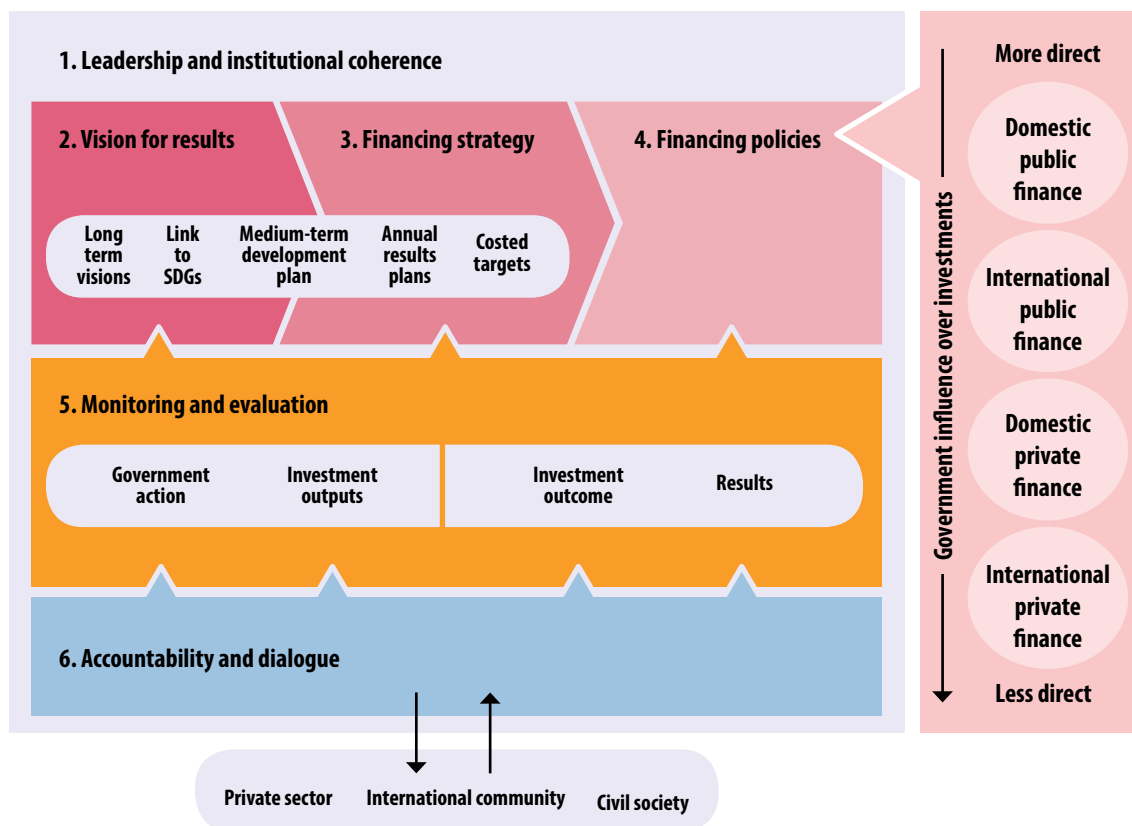 1. Leadership and institutional coherence
2. Vision for results
3. Financing strategy
4. Financing policies
Long
term
visions
Link
to
SDGs
Medium-term
development
plan
Annual
results
plans
Costed
targets
5. Monitoring and evaluation
Government
action
Investment
outputs
Investment
outcome
Results
6. Accountability and dialogue
Private sector
International community
Civil society
Government influence over investments
More direct
Domestic
public
finance
International
public
finance
Domestic
private
finance
International
private
finance
Less direct